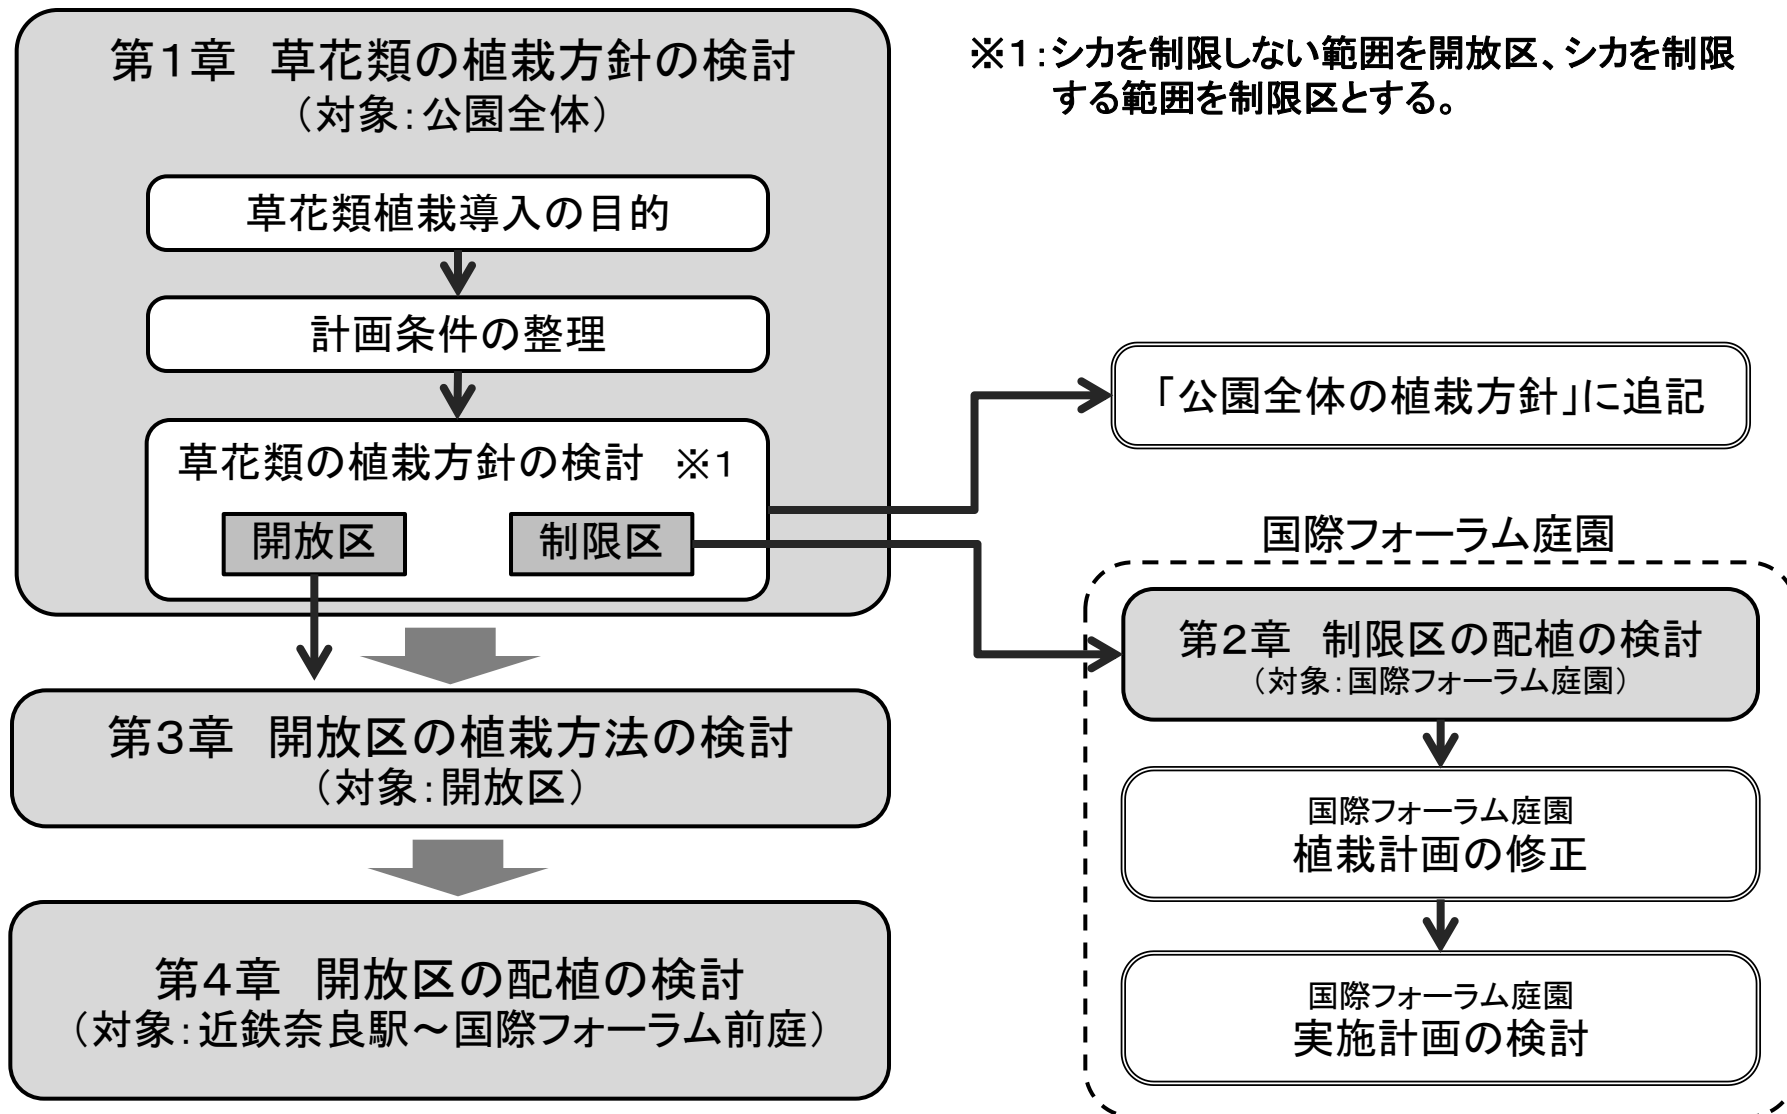 第1章　草花類の植栽方針の検討
（対象：公園全体）
草花類植栽導入の目的
計画条件の整理
草花類の植栽方針の検討　※1
開放区
制限区
※1：シカを制限しない範囲を開放区、シカを制限
する範囲を制限区とする。
「公園全体の植栽方針」に追記
国際フォーラム庭園
第2章　制限区の配植の検討
（対象：国際フォーラム庭園）
国際フォーラム庭園
植栽計画の修正
国際フォーラム庭園
実施計画の検討
第3章　開放区の植栽方法の検討
（対象：開放区）
第4章　開放区の配植の検討
（対象：近鉄奈良駅～国際フォーラム前庭）